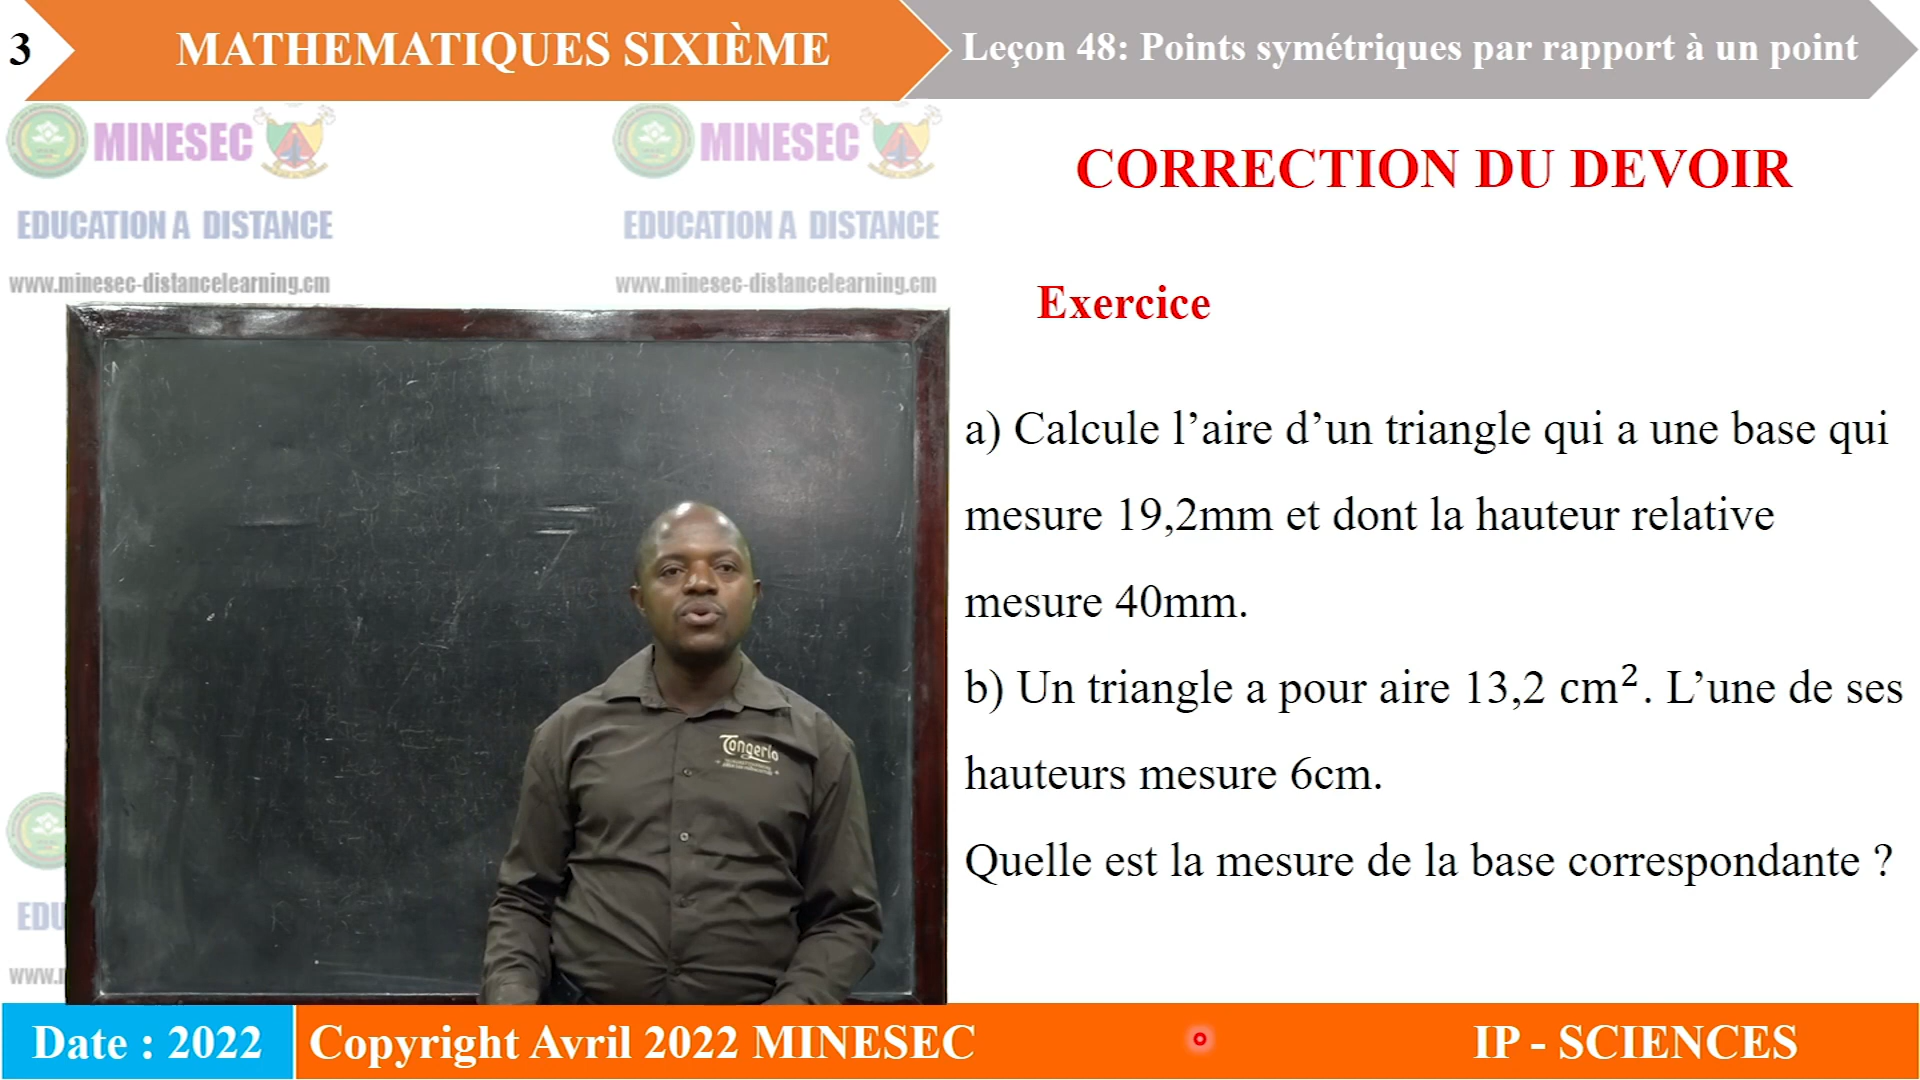 3
MATHEMATIQUES SIXIÈME
Leçon 48: Points symétriques par rapport à un point
MINESEC
EDUCATION A DISTANCE
www.minesec-distancelearning.cm
MINESEC
EDUCATION A DISTANCE
www.minesec-distancelearning.cm
CORRECTION DU DEVOIR
Exercice
a) Calcule l’aire d’un triangle qui a une base qui
mesure 19,2mm et dont la hauteur relative
mesure 40mm.
b) Un triangle a pour aire 13,2 cm². L’une de ses
hauteurs mesure 6cm.
Quelle est la mesure de la base correspondante ?
Tongerlo
EDU
www.
Date : 2022
Copyright Avril 2022 MINESEC
IP - SCIENCES